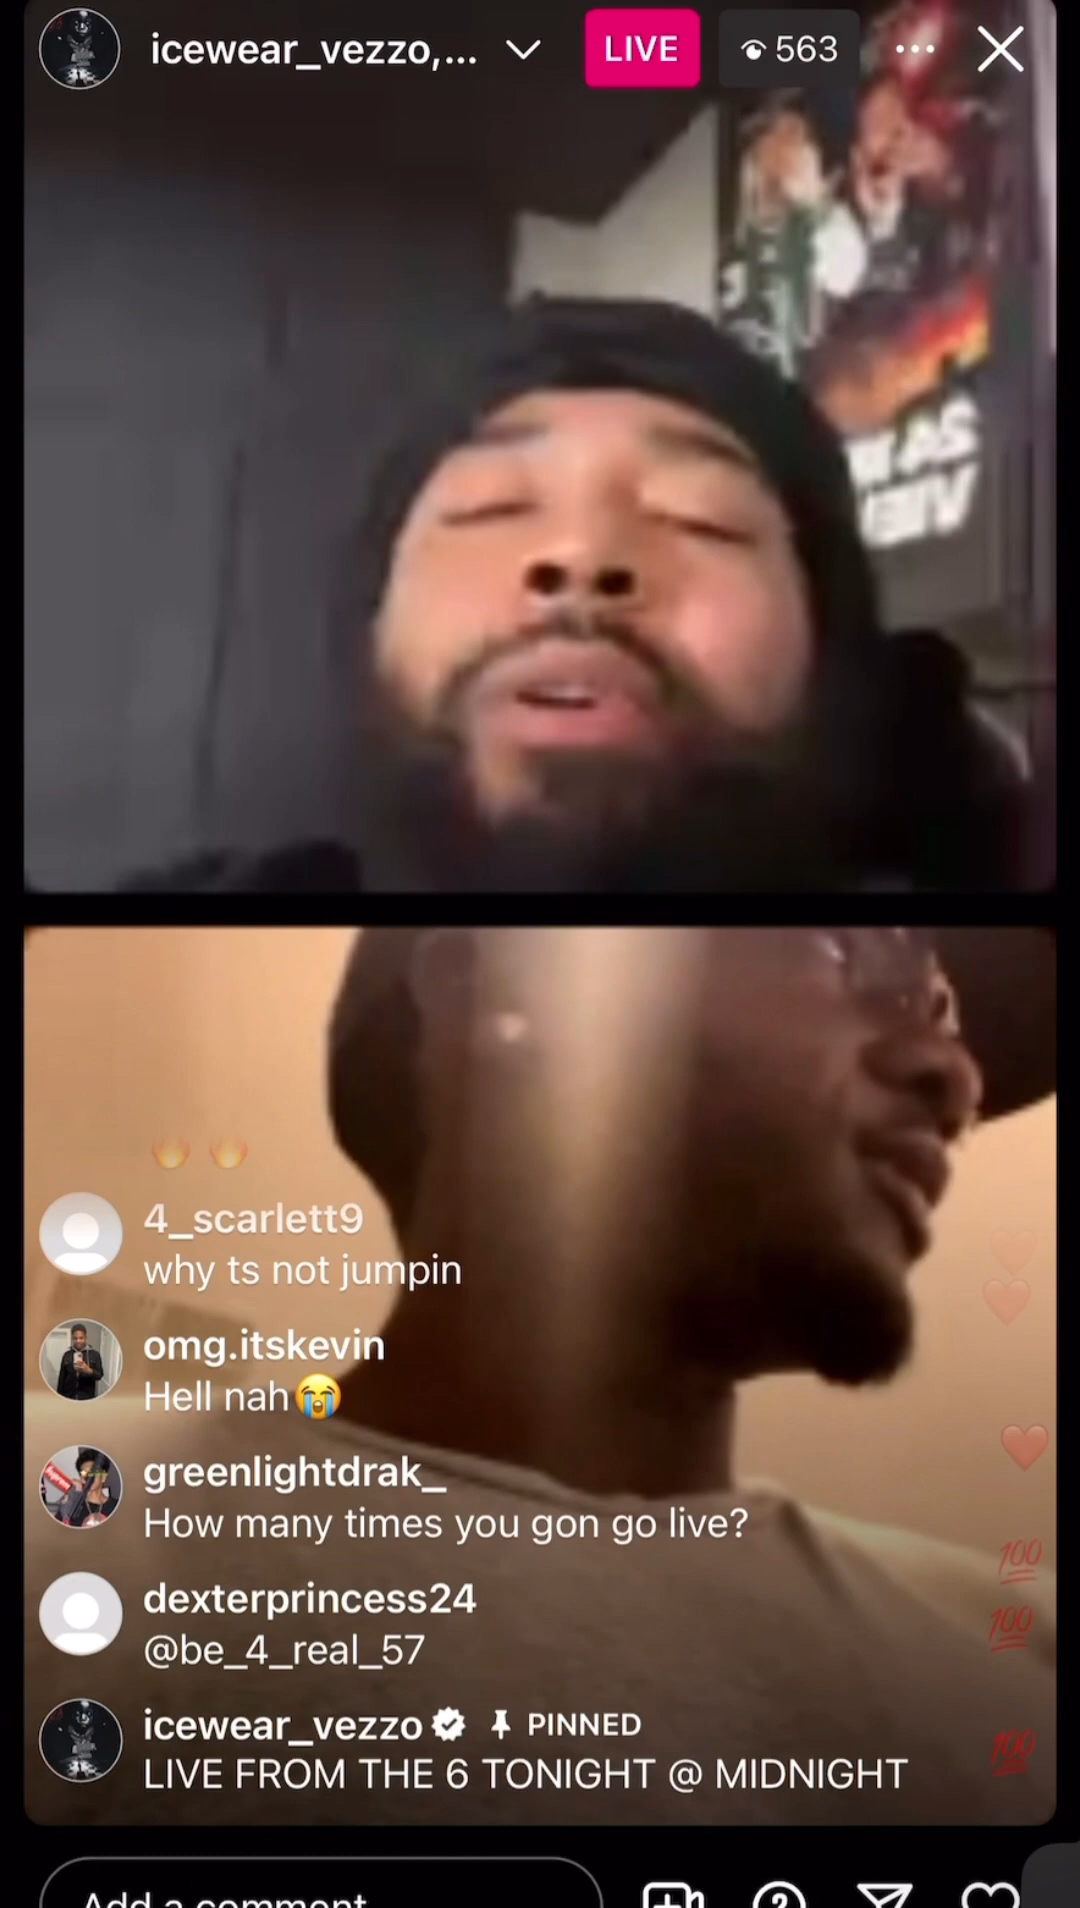 icewear_vezzo,...
LIVE
563
4_scarlett9
why ts not jumpin
omg.itskevin
Hell nah😭
greenlightdrak_
How many times you gon go live?
💯
dexterprincess24
💯
@be_4_real_57
icewear_vezzo PINNED
💯
LIVE FROM THE 6 TONIGHT @ MIDNIGHT
Add a comment